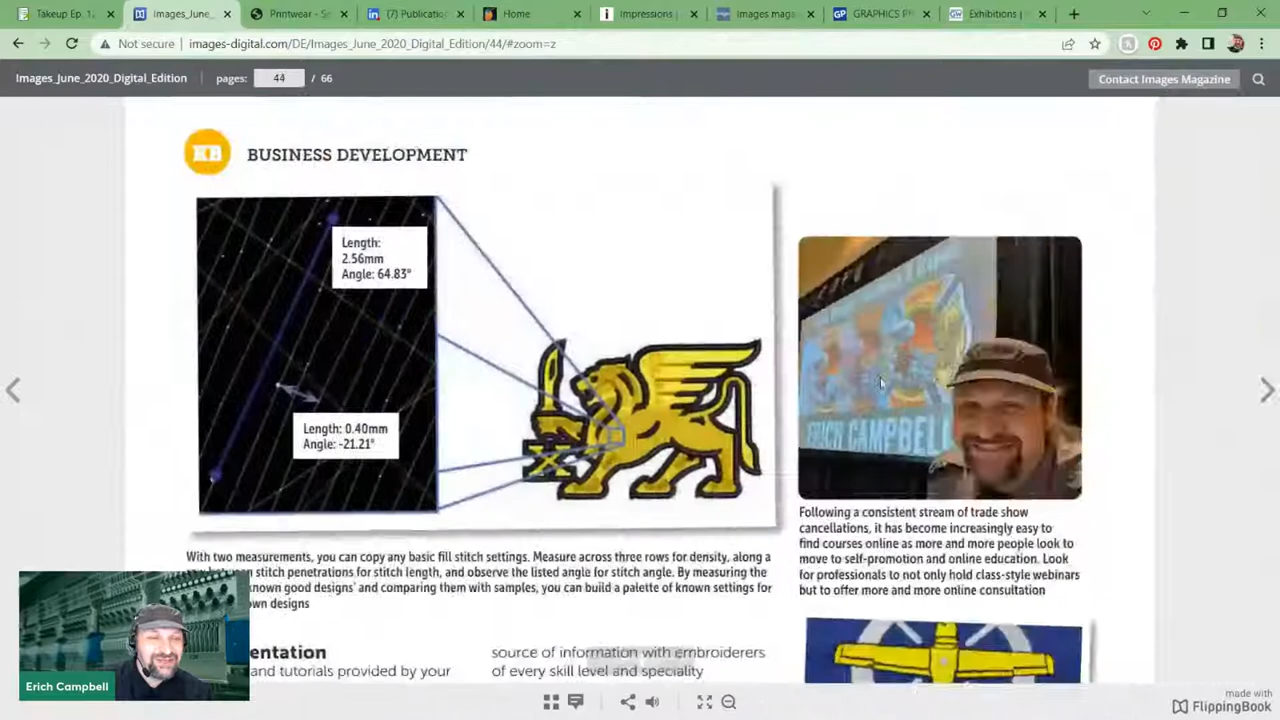 Takeup Ep. 1
Images_June_
Printwear - S
(7) Publicatio
Home
Impressions |
Images maga
GP GRAPHICS P
GW Exhibitions |
Not secure | images-digital.com/DE/Images_June_2020_Digital_Edition/44/#zoom=z
Images_June_2020_Digital_Edition
pages: 44 / 66
Contact Images Magazine
BUSINESS DEVELOPMENT
Length:
2.56mm
Angle: 64.83°
Length: 0.40mm
Angle: -21.21°
ERICH CAMPBELL
With two measurements, you can copy any basic fill stitch settings. Measure across three rows for density, along a
stitch penetrations for stitch length, and observe the listed angle for stitch angle. By measuring the
known good designs' and comparing them with samples, you can build a palette of known settings for
own designs
Following a consistent stream of trade show
cancellations, it has become increasingly easy to
find courses online as more and more people look to
move to self-promotion and online education. Look
for professionals to not only hold class-style webinars
but to offer more and more online consultation
entation
and tutorials provided by your
source of information with embroiderers
of every skill level and speciality
Erich Campbell
made with
FlippingBook